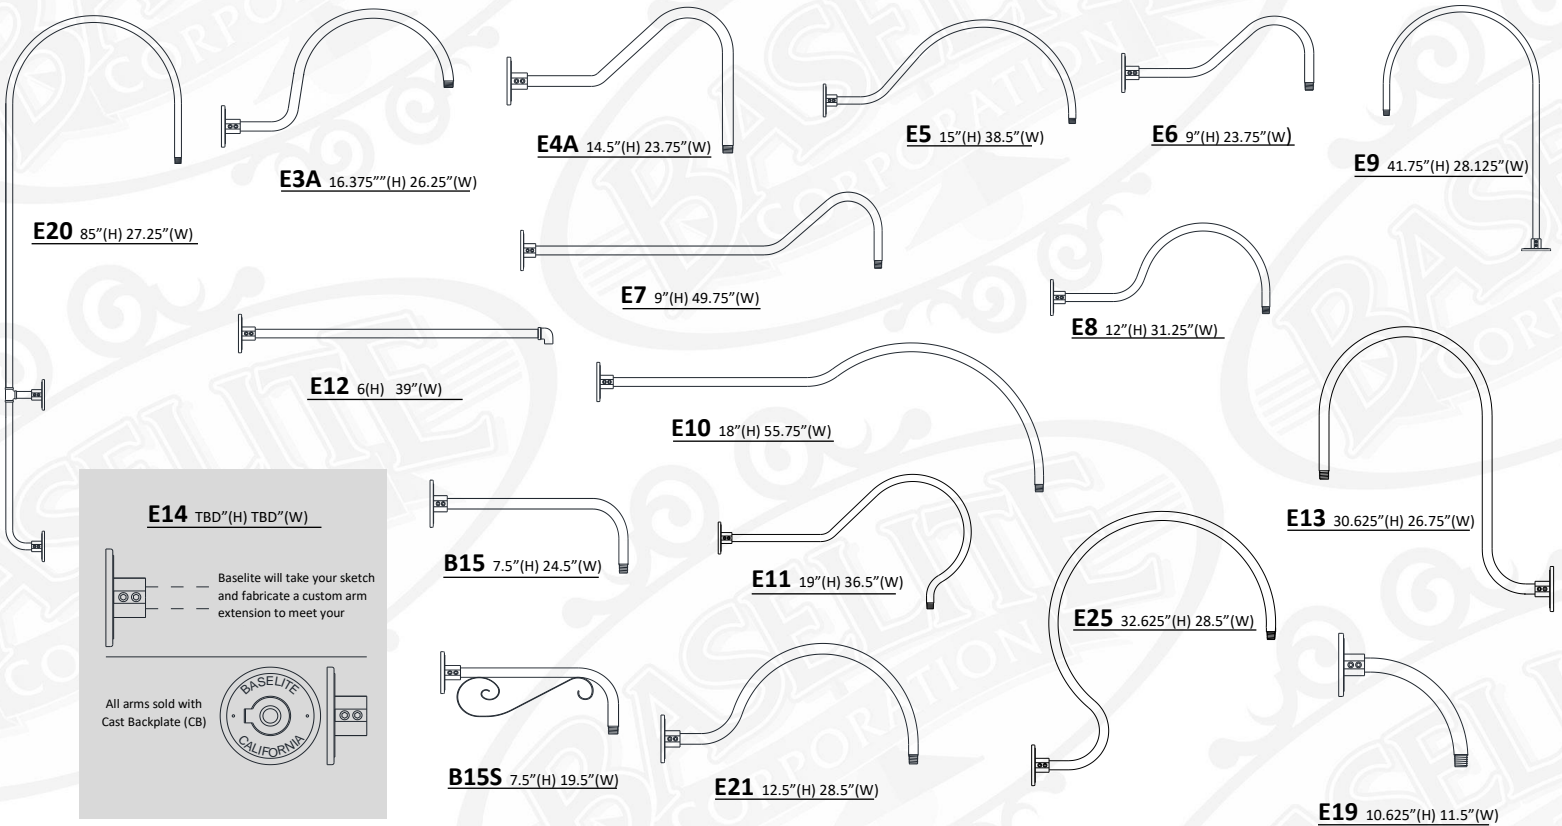 E4A 14.5”(H) 23.75”(W)
E5 15”(H) 38.5”(W)
E6 9”(H) 23.75”(W)
E9 41.75”(H) 28.125”(W)
E3A 16.375””(H) 26.25”(W)
E20 85”(H) 27.25”(W)
E7 9”(H) 49.75”(W)
E8 12”(H) 31.25”(W)
E12 6(H) 39”(W)
E10 18”(H) 55.75”(W)
E14 TBD”(H) TBD”(W)
Baselite will take your sketch
and fabricate a custom arm
extension to meet your
All arms sold with
Cast Backplate (CB)
BASELITE
CALIFORNIA
B15 7.5”(H) 24.5”(W)
E11 19”(H) 36.5”(W)
E13 30.625”(H) 26.75”(W)
E25 32.625”(H) 28.5”(W)
B15S 7.5”(H) 19.5”(W)
E21 12.5”(H) 28.5”(W)
E19 10.625”(H) 11.5”(W)
BASELITE
CORPORATION